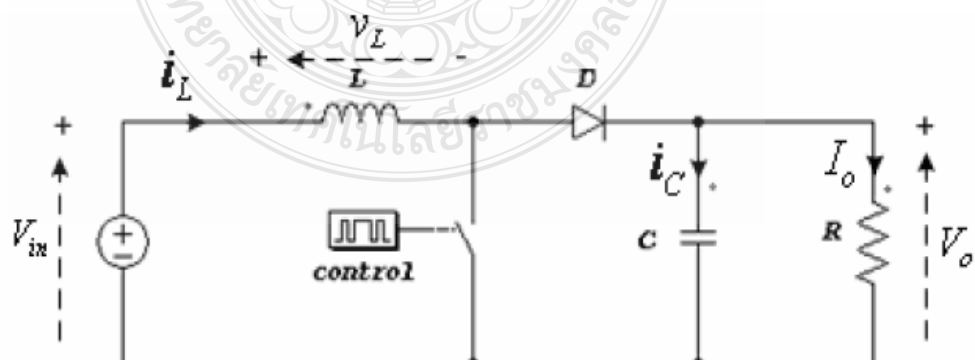 v_L
+ -
i_L L D
+ +
i_C I_o
V_in + - C R V_o
control